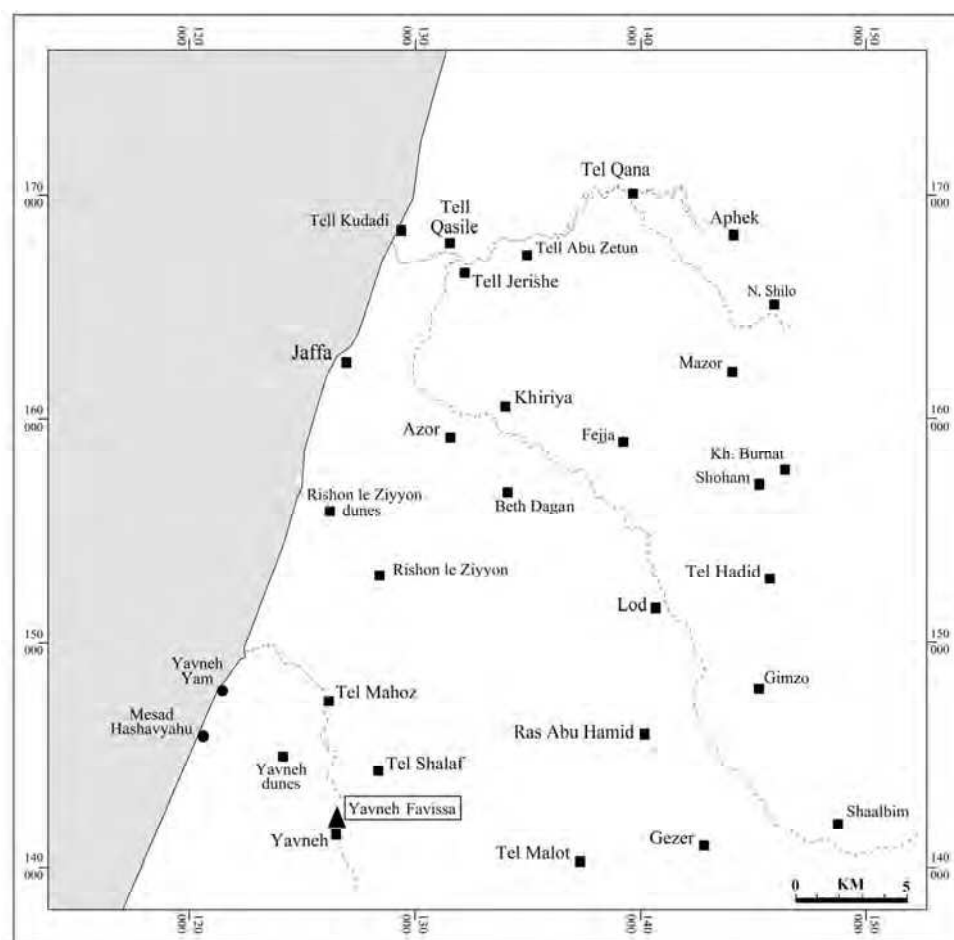 120
000
130
000
140
000
150
000
170
000
170
000
Tel Qana
Tell Kudadi
Tell
Qasile
Aphek
Tell Abu Zetun
Tell Jerishe
N. Shilo
Jaffa
Mazor
Khiriya
160
000
160
000
Azor
Fejja
Kh. Burnat
Shoham
Rishon le Ziyyon
dunes
Beth Dagan
Rishon le Ziyyon
Tel Hadid
Lod
150
000
150
000
Yavneh
Yam
Tel Mahoz
Gimzo
Mesad
Hashavyahu
Ras Abu Hamid
Yavneh
dunes
Tel Shalaf
Yavneh Favissa
Yavneh
Shaalbim
Tel Malot
Gezer
140
000
140
000
0 KM 5
120
000
130
000
140
000
150
000